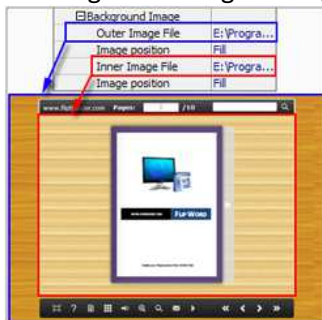 Background Image
Outer Image File E:\Progra...
Image position Fill
Inner Image File E:\Progra...
Image position Fill
Pages: /10
Flip Word